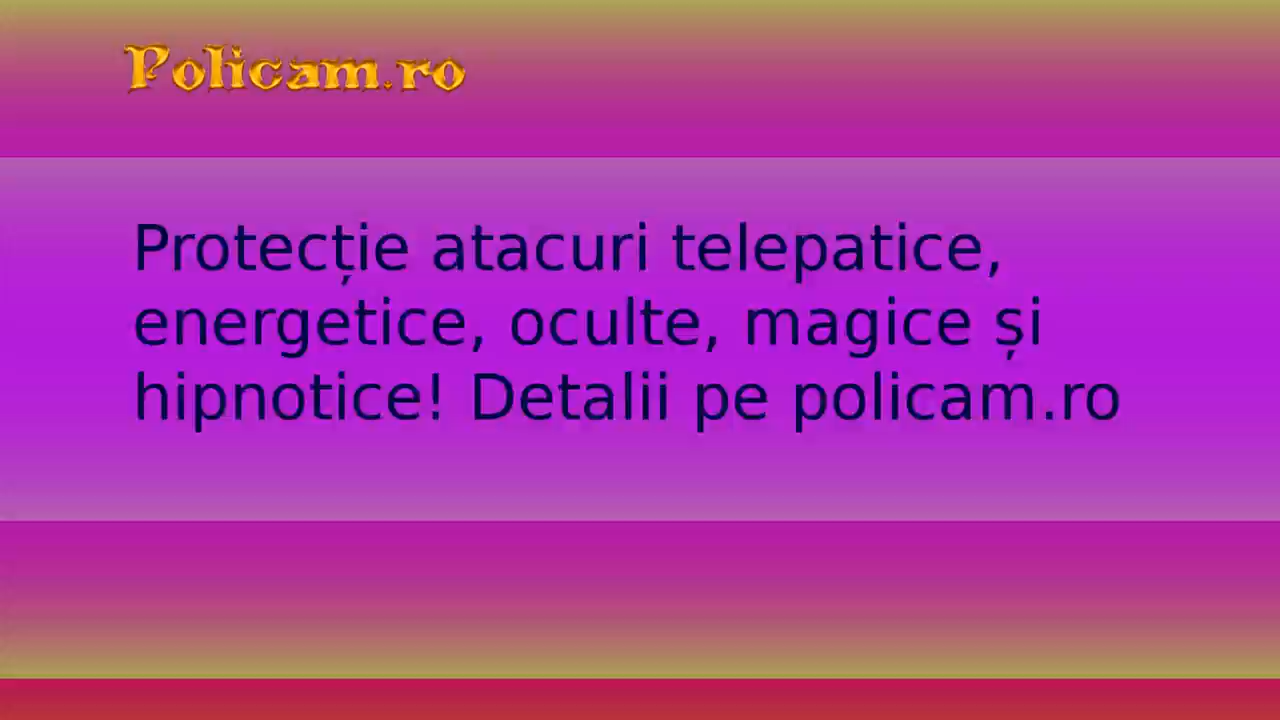 Policam.ro
Protecție atacuri telepatice,
energetice, oculte, magice și
hipnotice! Detalii pe policam.ro